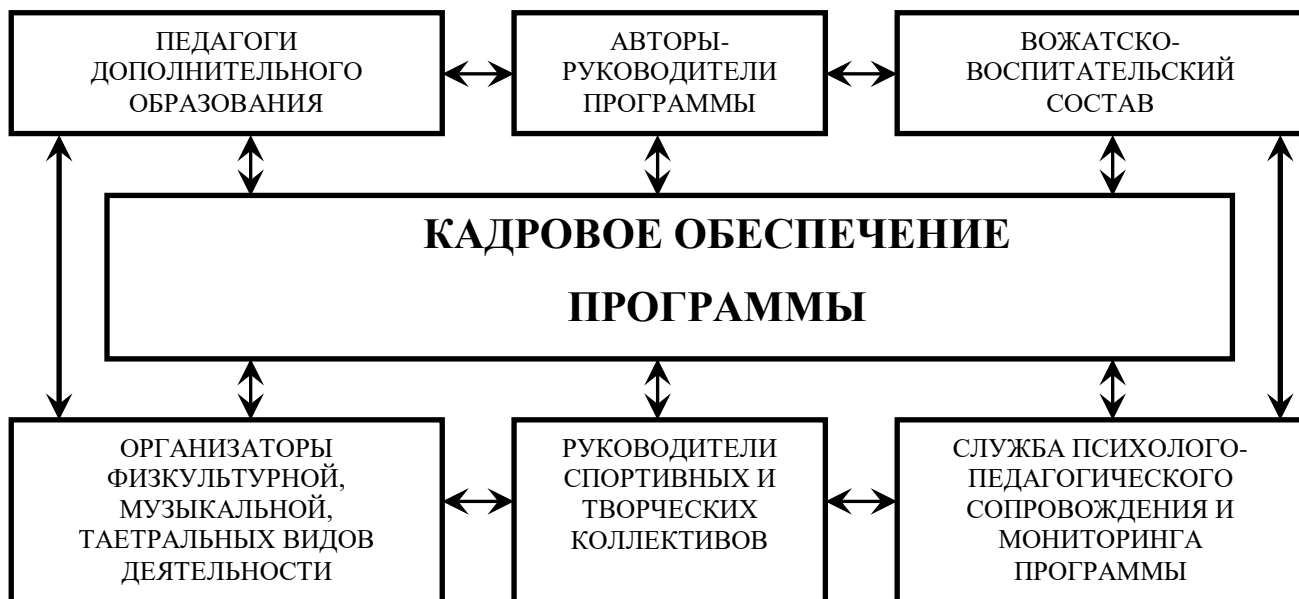 ПЕДАГОГИ
ДОПОЛНИТЕЛЬНОГО
ОБРАЗОВАНИЯ
АВТОРЫ-
РУКОВОДИТЕЛИ
ПРОГРАММЫ
ВОЖАТСКО-
ВОСПИТАТЕЛЬСКИЙ
СОСТАВ
КАДРОВОЕ ОБЕСПЕЧЕНИЕ
ПРОГРАММЫ
ОРГАНИЗАТОРЫ
ФИЗКУЛЬТУРНОЙ,
МУЗЫКАЛЬНОЙ,
ТАЕТРАЛЬНЫХ ВИДОВ
ДЕЯТЕЛЬНОСТИ
РУКОВОДИТЕЛИ
СПОРТИВНЫХ И
ТВОРЧЕСКИХ
КОЛЛЕКТИВОВ
СЛУЖБА ПСИХОЛОГО-
ПЕДАГОГИЧЕСКОГО
СОПРОВОЖДЕНИЯ И
МОНИТОРИНГА
ПРОГРАММЫ